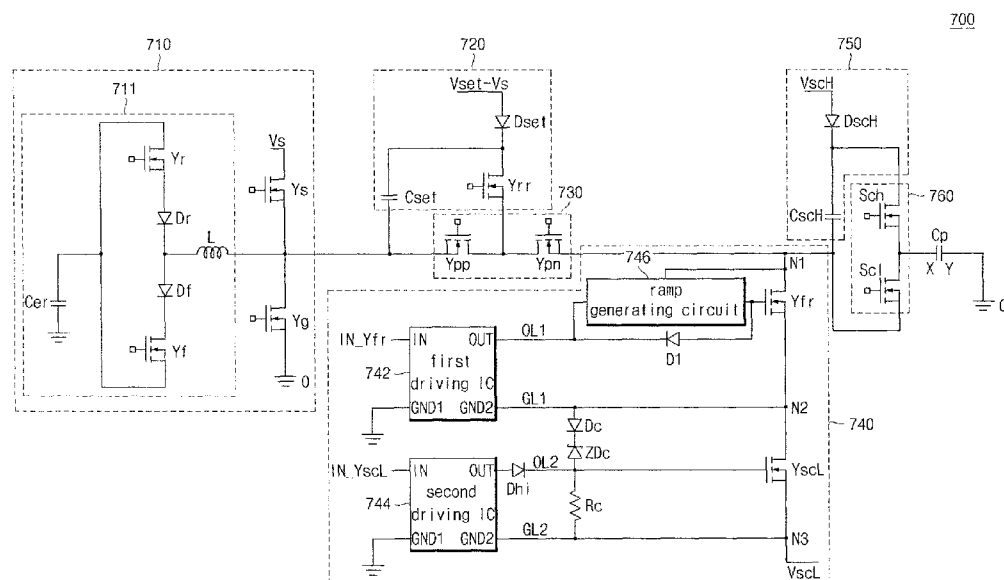 700
710
720
750
711
Vset-Vs
VscH
Vs
Dset
DscH
Yr
Ys
Yrr
Cset
730
Sch
760
Dr
L
CscH
Cp
Ypp
Ypn
746
N1
X Y
Df
ramp
generating circuit
Yfr
Scl
Cer
Yg
0
Yf
IN_Yfr
IN OUT
OL1
D1
0
742
first
driving IC
GND1 GND2
GL1
N2
740
Dc
ZDc
IN_YscL
IN OUT
OL2
YscL
Dhi
744
second
driving IC
Rc
GND1 GND2
GL2
N3
VscL